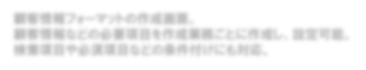 顧客情報フォーマットの作成画面。
顧客情報などの必要項目を作成業務ごとに作成し、設定可能。
検索項目や必須項目などの条件付けにも対応。